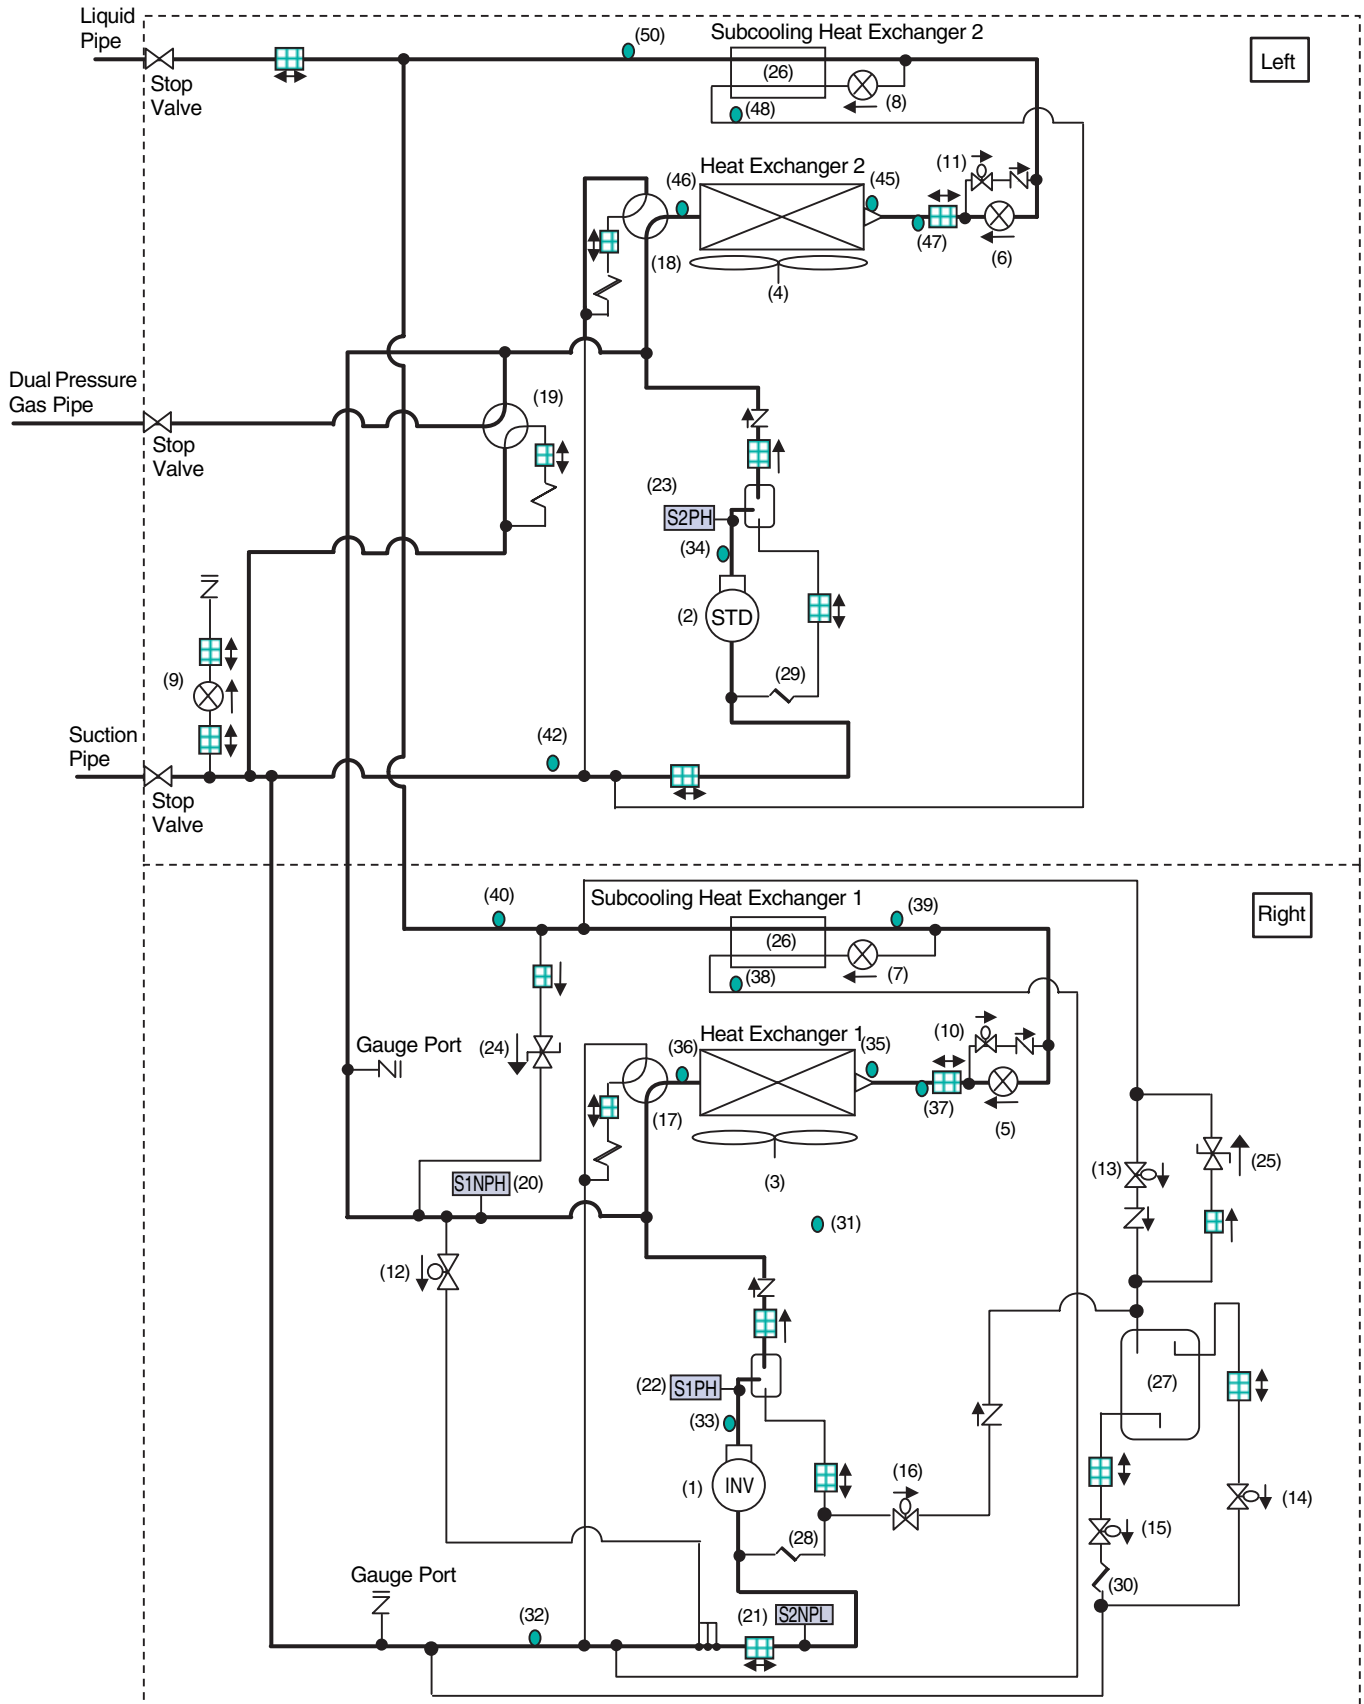 Liquid
Pipe
(50)
Subcooling Heat Exchanger 2
Left
Stop
Valve
(26)
(8)
(48)
Heat Exchanger 2
(11)
(46)
(45)
(47)
(6)
(18)
(4)
Dual Pressure
Gas Pipe
(19)
Stop
Valve
(23)
S2PH
(34)
(2)
STD
(29)
(9)
Suction
Pipe
(42)
Stop
Valve
(40)
Subcooling Heat Exchanger 1
(39)
Right
(26)
(7)
(38)
Gauge Port
(24)
Heat Exchanger 1
(10)
(36)
(35)
(37)
(5)
(17)
(3)
(13)
(25)
S1NPH
(20)
(31)
(12)
(22)
S1PH
(27)
(33)
(1)
INV
(16)
(14)
(15)
(28)
(30)
Gauge Port
(32)
(21)
S2NPL